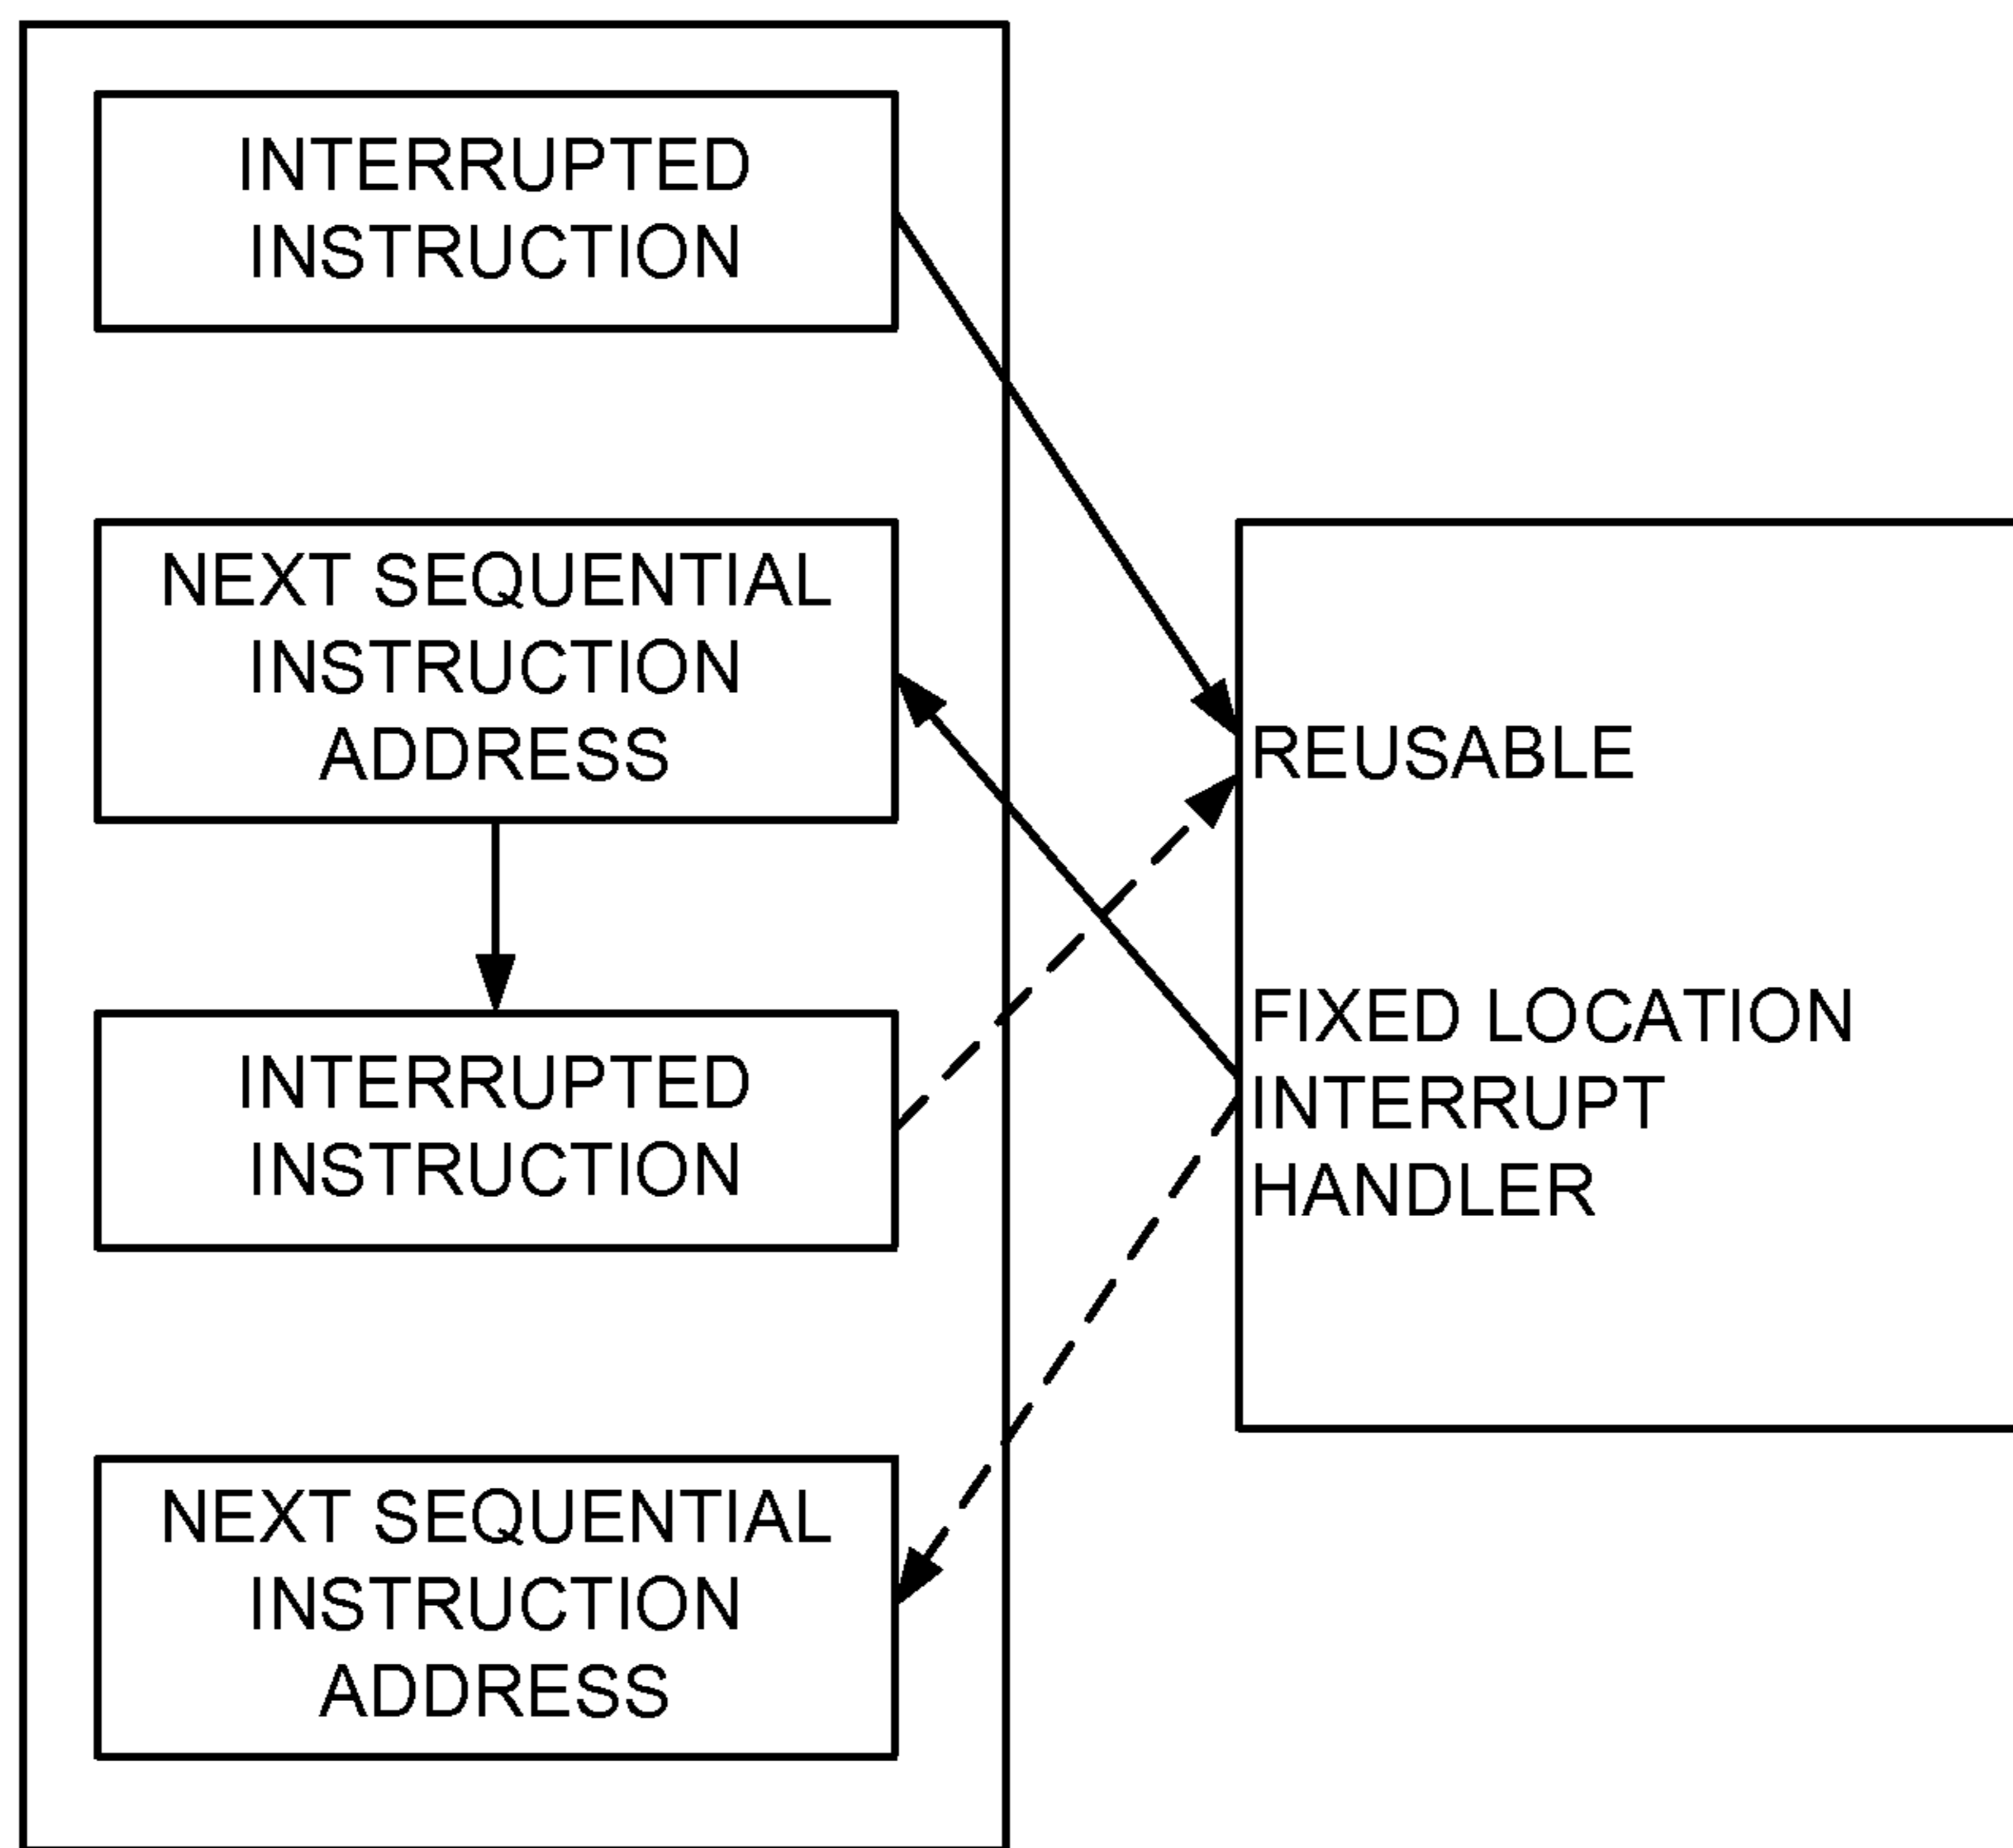 INTERRUPTED
INSTRUCTION
NEXT SEQUENTIAL
INSTRUCTION
ADDRESS
INTERRUPTED
INSTRUCTION
NEXT SEQUENTIAL
INSTRUCTION
ADDRESS
REUSABLE
FIXED LOCATION
INTERRUPT
HANDLER